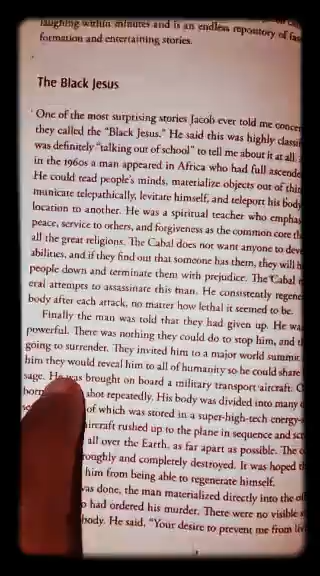 laughing within minutes and is an endless repository of
formation and entertaining stories.
The Black Jesus
One of the most surprising stories Jacob ever told me concer
they called the "Black Jesus." He said this was highly classif
was definitely "talking out of school" to tell me about it at all.
in the 1960s a man appeared in Africa who had full ascende
He could read people's minds, materialize objects out of thin
municate telepathically, levitate himself, and teleport his body
location to another. He was a spiritual teacher who emphas
peace, service to others, and forgiveness as the common core th
all the great religions. The Cabal does not want anyone to deve
abilities, and if they find out that someone has them, they will h
people down and terminate them with prejudice. The Cabal
eral attempts to assassinate this man. He consistently regene
body after each attack, no matter how lethal it seemed to be.
Finally the man was told that they had given up. He wa
powerful. There was nothing they could do to stop him, and t
going to surrender. They invited him to a major world summit
him they would reveal him to all of humanity so he could share
sage. He was brought on board a military transport aircraft.
shot repeatedly. His body was divided into many
of which was stored in a super-high-tech energy-
aircraft rushed up to the plane in sequence and
all over the Earth, as far apart as possible. The
roughly and completely destroyed. It was hoped
him from being able to regenerate himself.
was done, the man materialized directly into the
had ordered his murder. There were no visible
body. He said, "Your desire to prevent me from